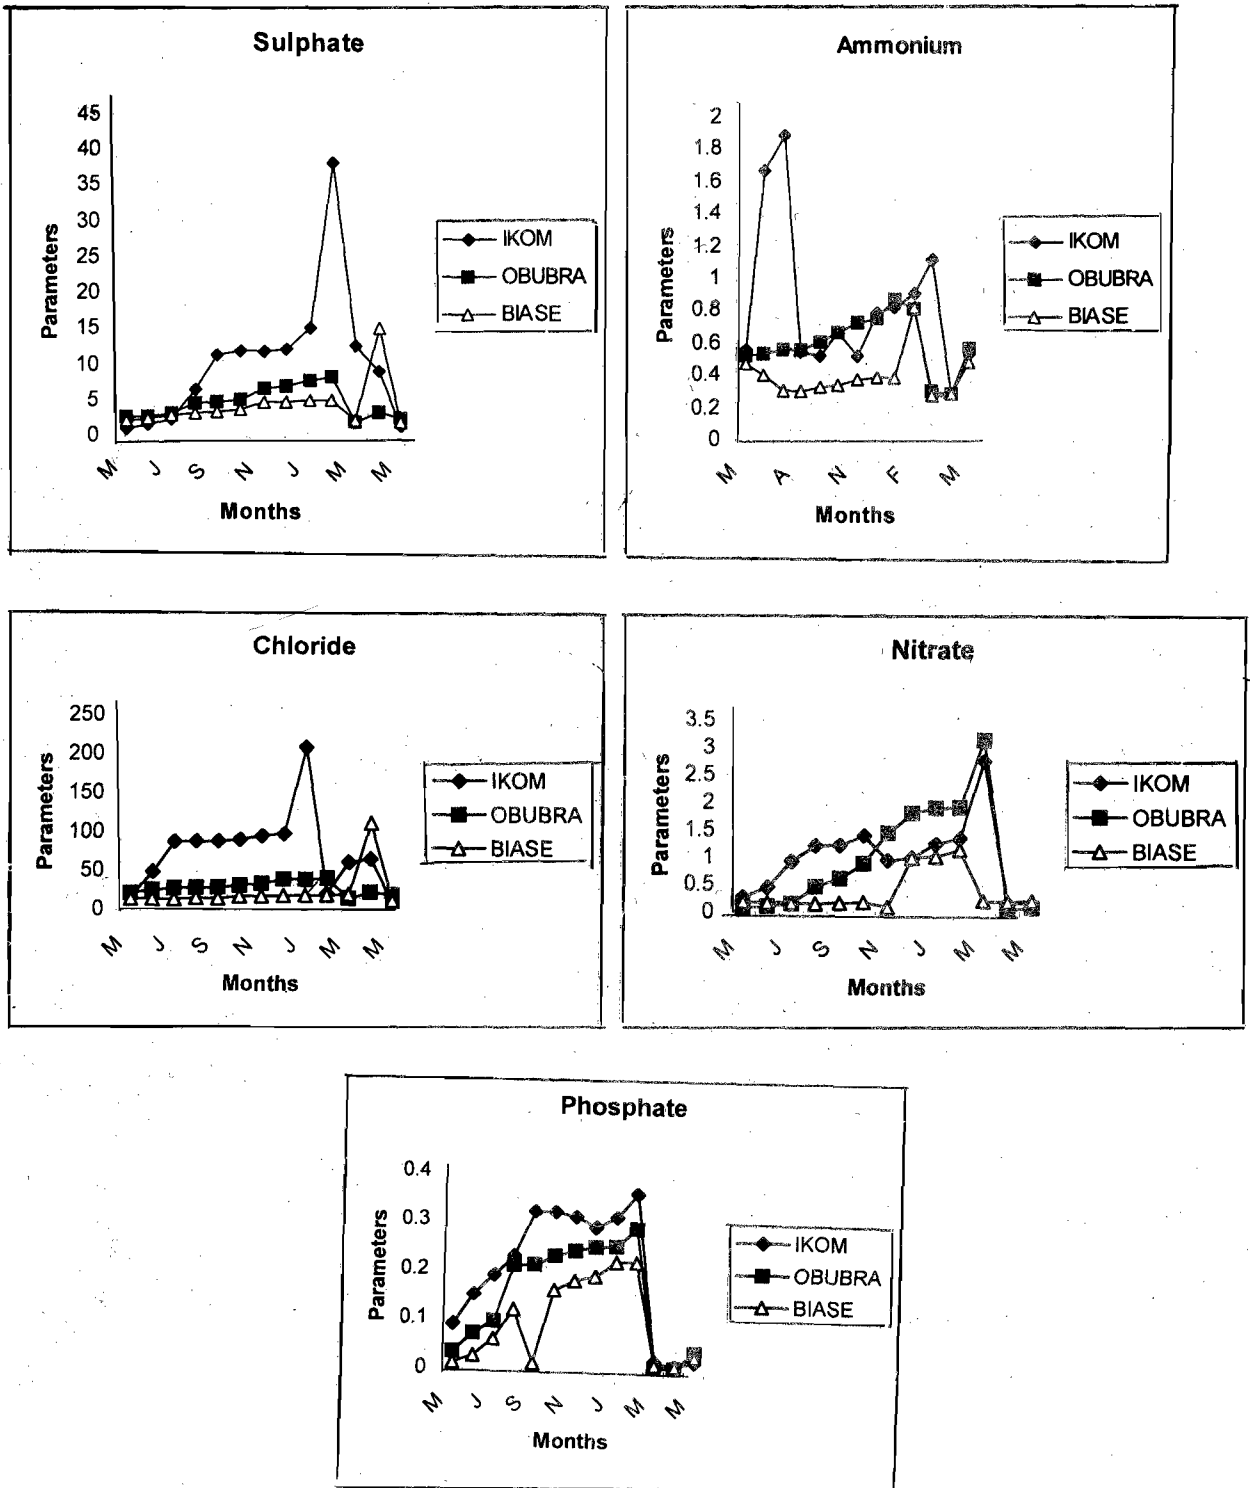 Sulphate
45
40
35
30
25
20
15
10
5
0
Parameters
M J S N J M M
Months
IKOM
OBUBRA
BIASE
Ammonium
2
1.8
1.6
1.4
1.2
1
0.8
0.6
0.4
0.2
0
Parameters
M A N F M
Months
IKOM
OBUBRA
BIASE
Chloride
250
200
150
100
50
0
Parameters
M J S N J M M
Months
IKOM
OBUBRA
BIASE
Nitrate
3.5
3
2.5
2
1.5
1
0.5
0
Parameters
M J S N J M M
Months
IKOM
OBUBRA
BIASE
Phosphate
0.4
0.3
0.2
0.1
0
Parameters
M J S N J M M
Months
IKOM
OBUBRA
BIASE